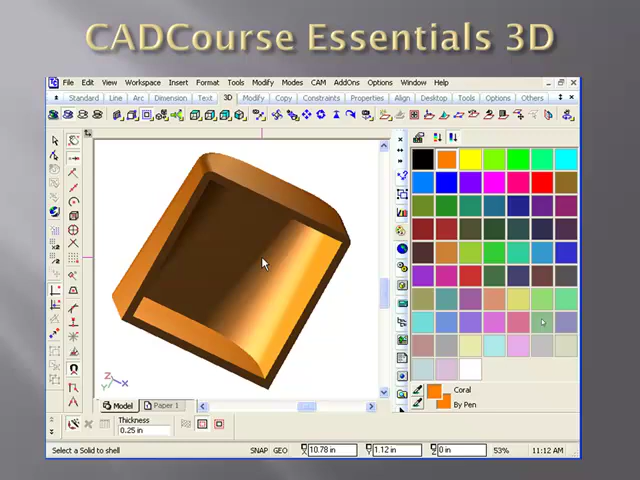 CADCourse Essentials 3D
File Edit View Workspace Insert Format Tools Modify Modes CAM AddOns Options Window Help
Standard Line Arc Dimension Text 3D Modify Copy Constraints Properties Align Desktop Tools Options Others
Z
Y X
Model Paper 1
Coral
By Pen
Thickness
0.25 in
Select a Solid to shell SNAP GEO X 10.78 in Y 1.12 in Z 0 in 53% 11:12 AM